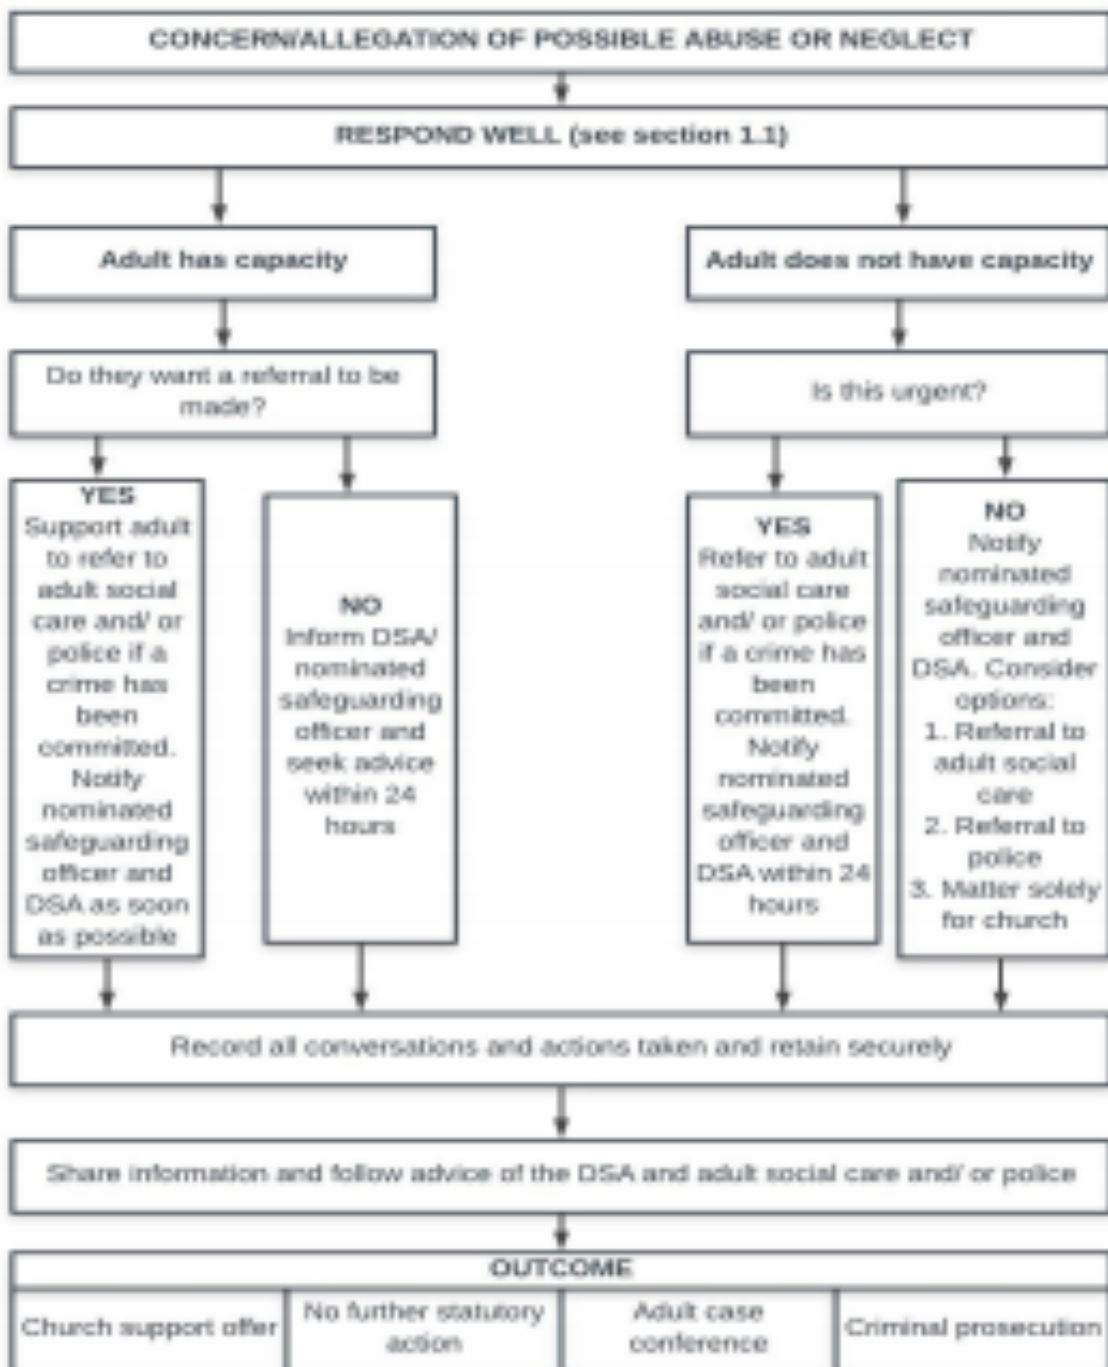 CONCERN/ALLEGATION OF POSSIBLE ABUSE OR NEGLECT
RESPOND WELL (see section 1.1)
Adult has capacity
Adult does not have capacity
Do they want a referral to be
made?
Is this urgent?
YES
Support adult
to refer to
adult social
care and/ or
police if a
crime has
been
committed.
Notify
nominated
safeguarding
officer and
DSA as soon
as possible
NO
Inform DSA/
nominated
safeguarding
officer and
seek advice
within 24
hours
YES
Refer to adult
social care
and/ or police
if a crime has
been
committed.
Notify
nominated
safeguarding
officer and
DSA within 24
hours
NO
Notify
nominated
safeguarding
officer and
DSA. Consider
options:
1. Referral to
adult social
care
2. Referral to
police
3. Matter solely
for church
Record all conversations and actions taken and retain securely
Share information and follow advice of the DSA and adult social care and/ or police
OUTCOME
Church support offer
No further statutory
action
Adult case
conference
Criminal prosecution